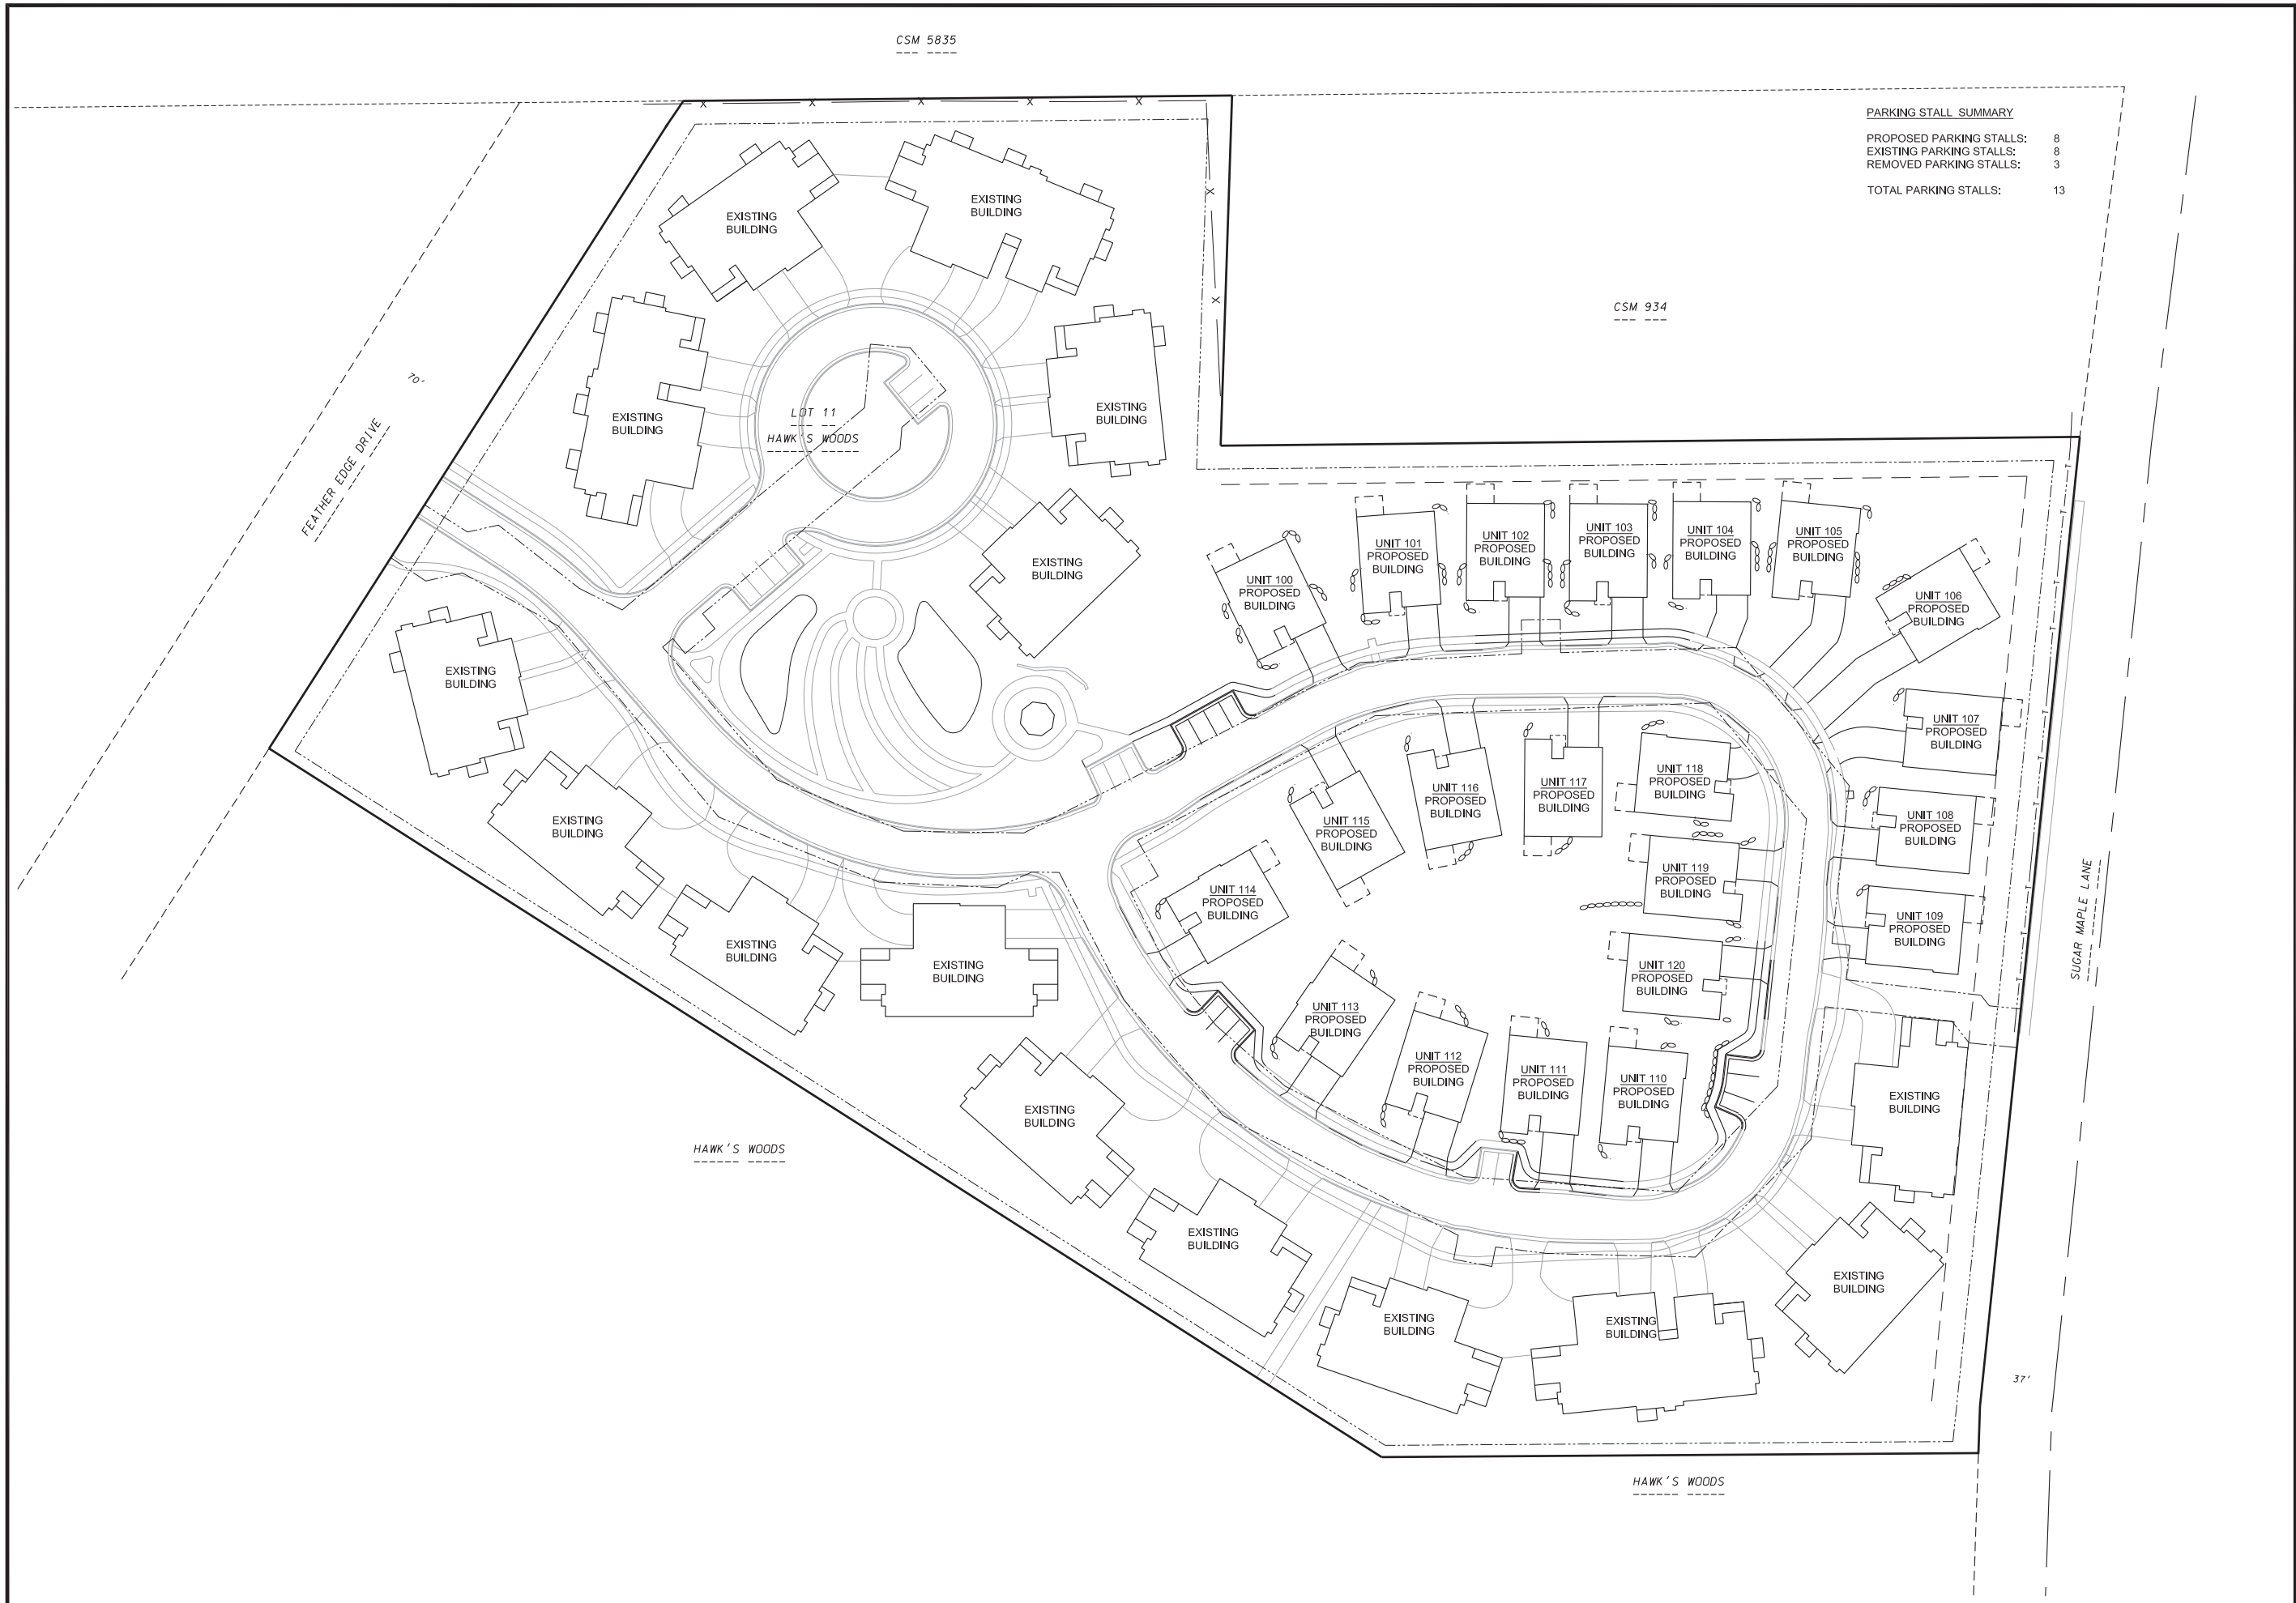 CSM 5835
PARKING STALL SUMMARY
PROPOSED PARKING STALLS: 8
EXISTING PARKING STALLS: 8
REMOVED PARKING STALLS: 3
TOTAL PARKING STALLS: 13
CSM 934
70'
FEATHER EDGE DRIVE
EXISTING
BUILDING
EXISTING
BUILDING
EXISTING
BUILDING
EXISTING
BUILDING
LOT 11
HAWK'S WOODS
EXISTING
BUILDING
UNIT 100
PROPOSED
BUILDING
UNIT 101
PROPOSED
BUILDING
UNIT 102
PROPOSED
BUILDING
UNIT 103
PROPOSED
BUILDING
UNIT 104
PROPOSED
BUILDING
UNIT 105
PROPOSED
BUILDING
UNIT 106
PROPOSED
BUILDING
UNIT 107
PROPOSED
BUILDING
UNIT 108
PROPOSED
BUILDING
UNIT 109
PROPOSED
BUILDING
UNIT 118
PROPOSED
BUILDING
UNIT 117
PROPOSED
BUILDING
UNIT 116
PROPOSED
BUILDING
UNIT 115
PROPOSED
BUILDING
UNIT 114
PROPOSED
BUILDING
UNIT 119
PROPOSED
BUILDING
UNIT 120
PROPOSED
BUILDING
UNIT 113
PROPOSED
BUILDING
UNIT 112
PROPOSED
BUILDING
UNIT 111
PROPOSED
BUILDING
UNIT 110
PROPOSED
BUILDING
SUGAR MAPLE LANE
EXISTING
BUILDING
EXISTING
BUILDING
EXISTING
BUILDING
EXISTING
BUILDING
EXISTING
BUILDING
EXISTING
BUILDING
EXISTING
BUILDING
EXISTING
BUILDING
EXISTING
BUILDING
EXISTING
BUILDING
HAWK'S WOODS
37'
HAWK'S WOODS